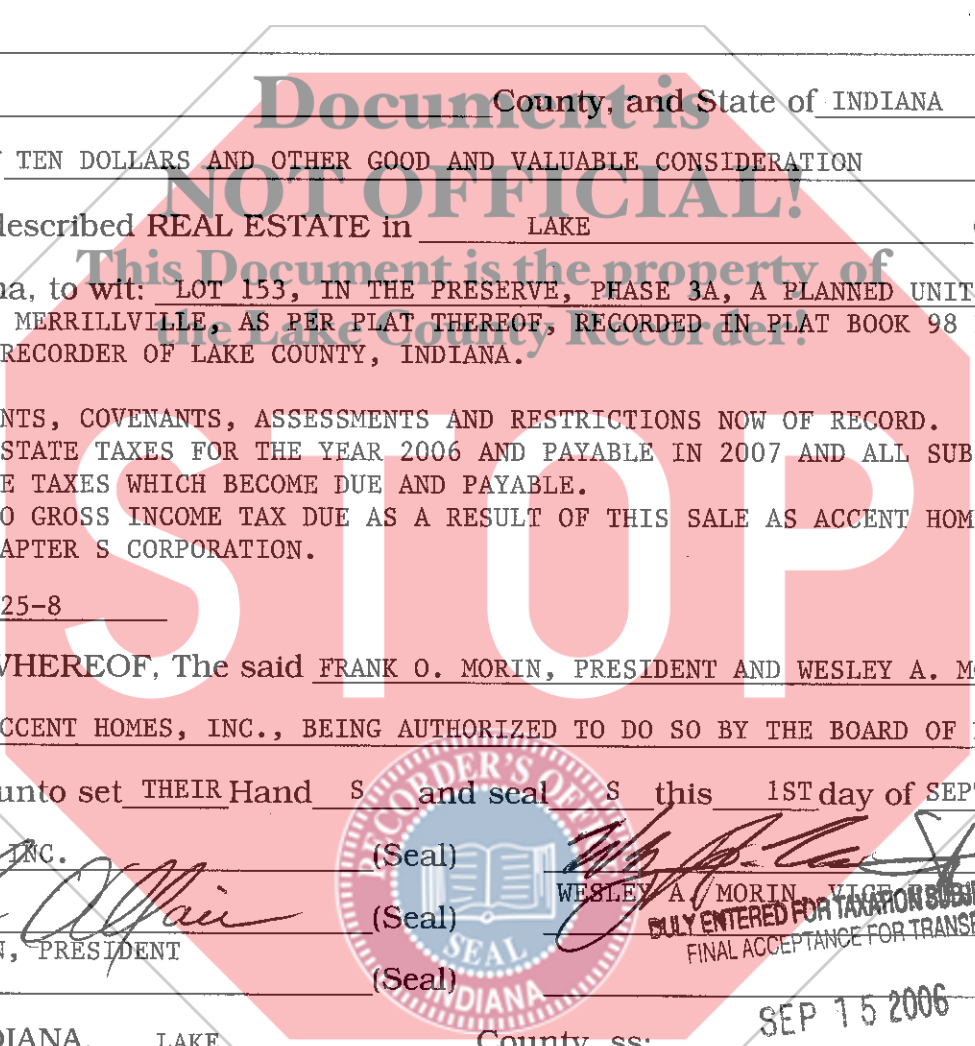 Document is
County, and State of INDIANA
TEN DOLLARS AND OTHER GOOD AND VALUABLE CONSIDERATION
NOT OFFICIAL!
described REAL ESTATE in LAKE
This Document is the property of
na, to wit: LOT 153, IN THE PRESERVE, PHASE 3A, A PLANNED UNIT
the Lake County Recorder!
MERRILLVILLE, AS PER PLAT THEREOF, RECORDED IN PLAT BOOK 98
RECORDER OF LAKE COUNTY, INDIANA.
NTS, COVENANTS, ASSESSMENTS AND RESTRICTIONS NOW OF RECORD.
STATE TAXES FOR THE YEAR 2006 AND PAYABLE IN 2007 AND ALL SUB
E TAXES WHICH BECOME DUE AND PAYABLE.
O GROSS INCOME TAX DUE AS A RESULT OF THIS SALE AS ACCENT HOM
APTER S CORPORATION.
STOP
25-8
WHEREOF, The said FRANK O. MORIN, PRESIDENT AND WESLEY A. M
CCENT HOMES, INC., BEING AUTHORIZED TO DO SO BY THE BOARD OF
unto set THEIR Hand S and seal S this 1ST day of SEP
RECORDER'S OFFICE
INC. (Seal)
WESLEY A. MORIN, VICE
(Seal)
DULY ENTERED FOR TAXATION SUBJ
N, PRESIDENT
FINAL ACCEPTANCE FOR TRANSF
SEAL
(Seal)
INDIANA
SEP 15 2006
DIANA, LAKE County ss: